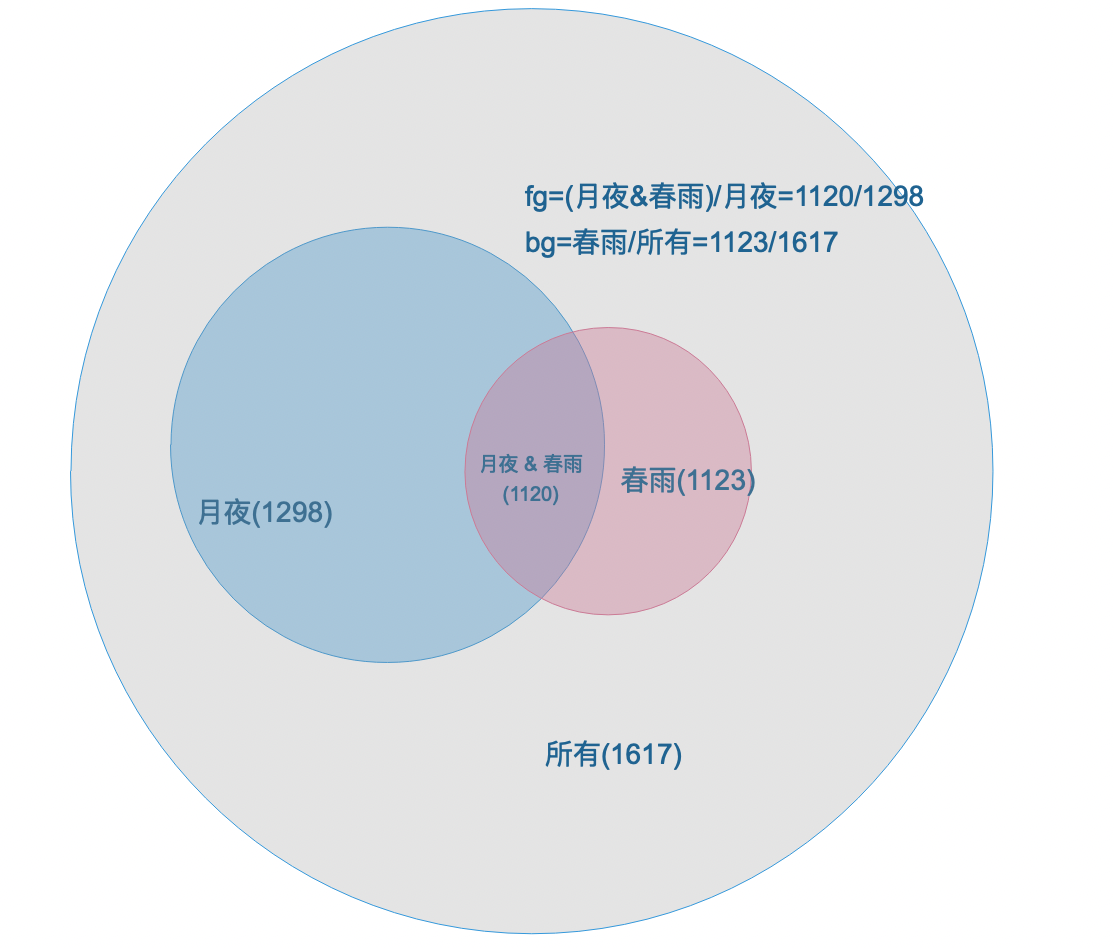 fg=(月夜&春雨)/月夜=1120/1298
bg=春雨/所有=1123/1617
月夜 & 春雨
(1120)
春雨(1123)
月夜(1298)
所有(1617)